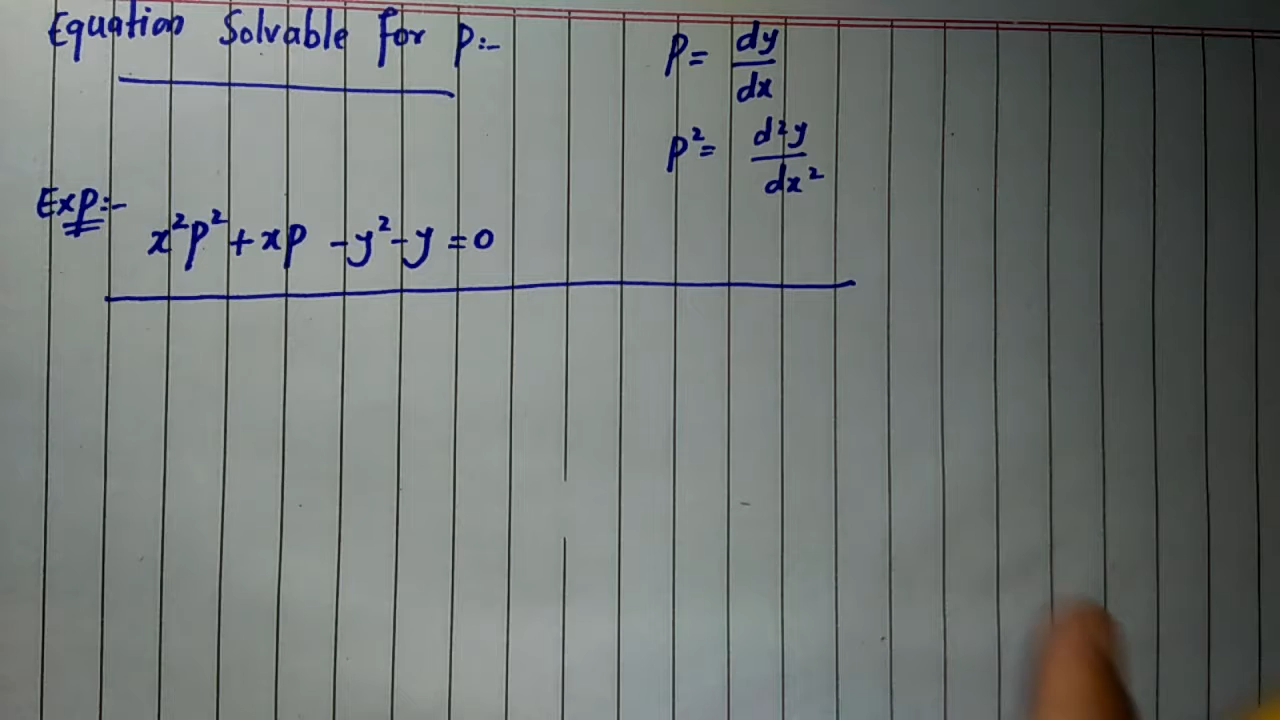 Equation Solvable for p:-
p = dy/dx
p² = d²y/dx²
Exp:-
x²p² + xp - y² - y = 0